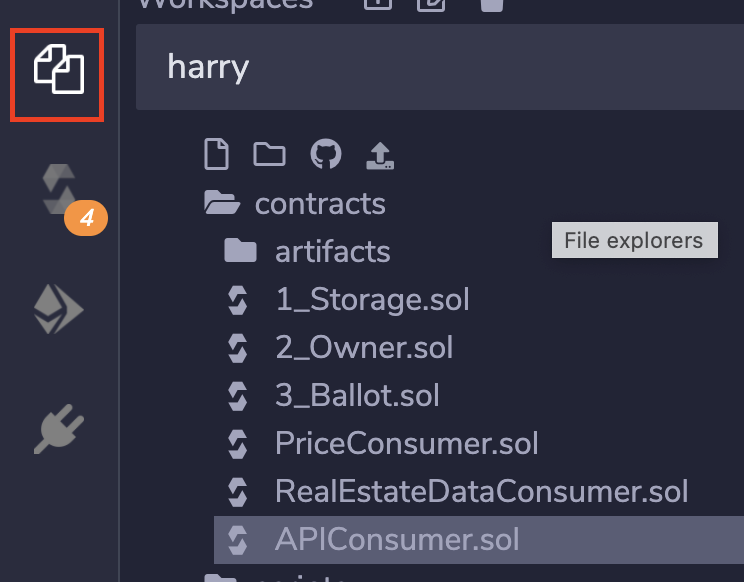 Workspaces
harry
contracts
File explorers
artifacts
1_Storage.sol
4
2_Owner.sol
3_Ballot.sol
PriceConsumer.sol
RealEstateDataConsumer.sol
APIConsumer.sol